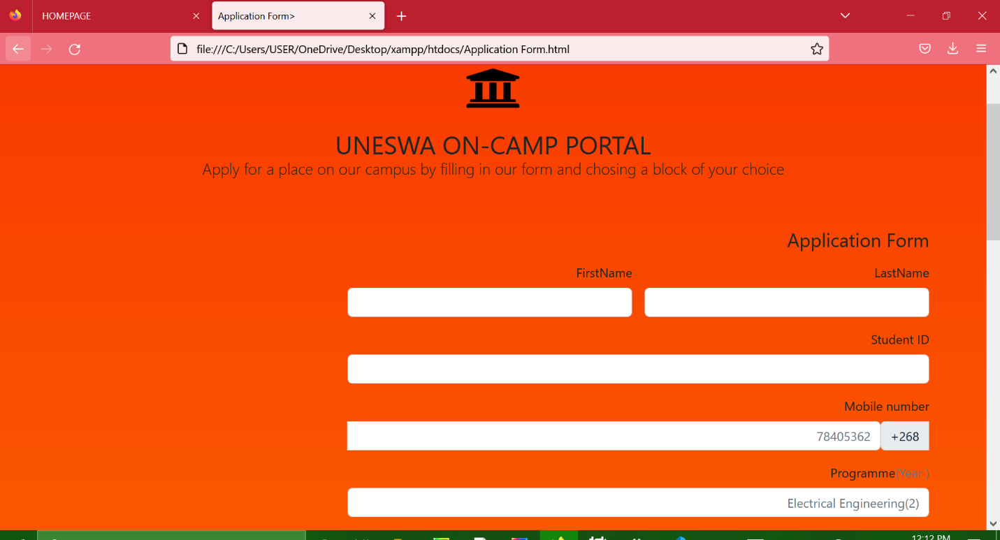 HOMEPAGE
Application Form>
file:///C:/Users/USER/OneDrive/Desktop/xampp/htdocs/Application Form.html
UNESWA ON-CAMP PORTAL
Apply for a place on our campus by filling in our form and chosing a block of your choice
Application Form
FirstName LastName
Student ID
Mobile number
78405362 +268
Programme(Year )
Electrical Engineering(2)
12:12 PM